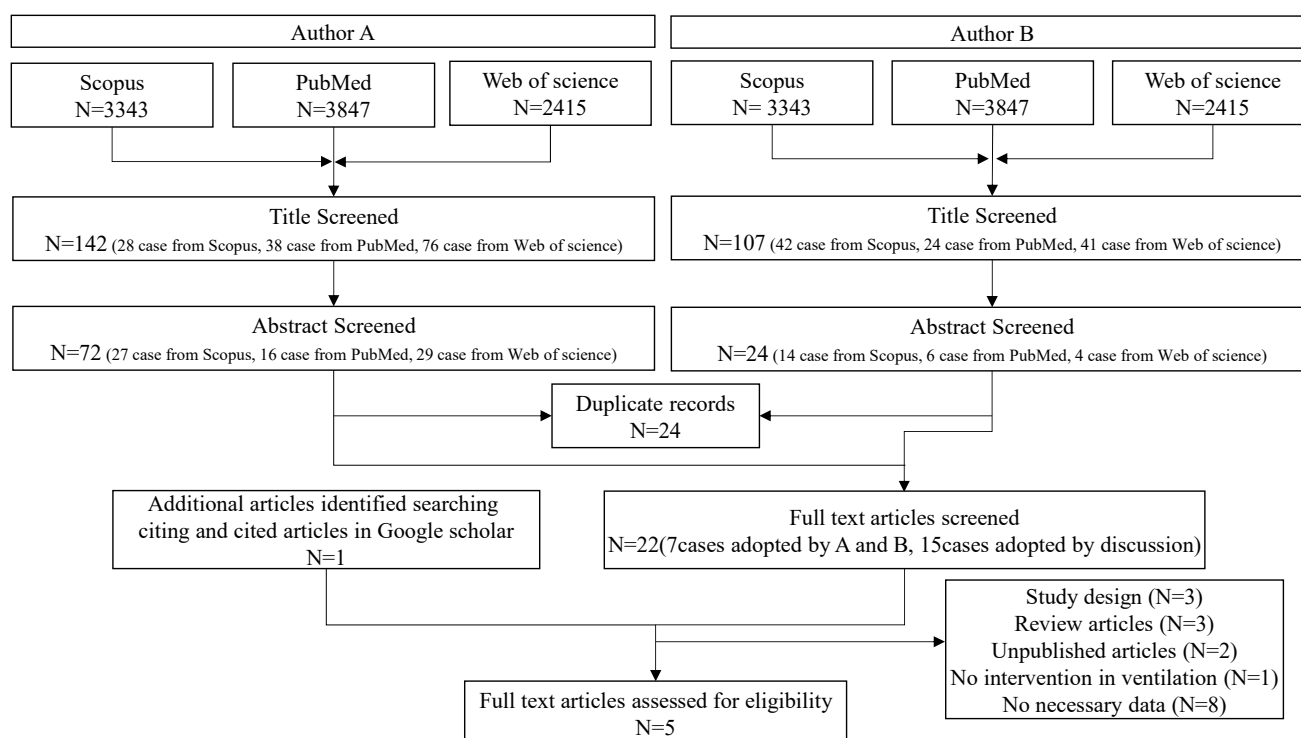 Author A
Author B
Scopus
N=3343
PubMed
N=3847
Web of science
N=2415
Scopus
N= 3343
PubMed
N=3847
Web of science
N=2415
Title Screened
N=142 (28 case from Scopus, 38 case from PubMed, 76 case from Web of science)
Title Screened
N=107 (42 case from Scopus, 24 case from PubMed, 41 case from Web of science)
Abstract Screened
N=72 (27 case from Scopus, 16 case from PubMed, 29 case from Web of science)
Abstract Screened
N=24 (14 case from Scopus, 6 case from PubMed, 4 case from Web of science)
Duplicate records
N=24
Additional articles identified searching
citing and cited articles in Google scholar
N=1
Full text articles screened
N=22(7cases adopted by A and B, 15cases adopted by discussion)
Study design (N=3)
Review articles (N=3)
Unpublished articles (N=2)
No intervention in ventilation (N=1)
No necessary data (N=8)
Full text articles assessed for eligibility
N=5